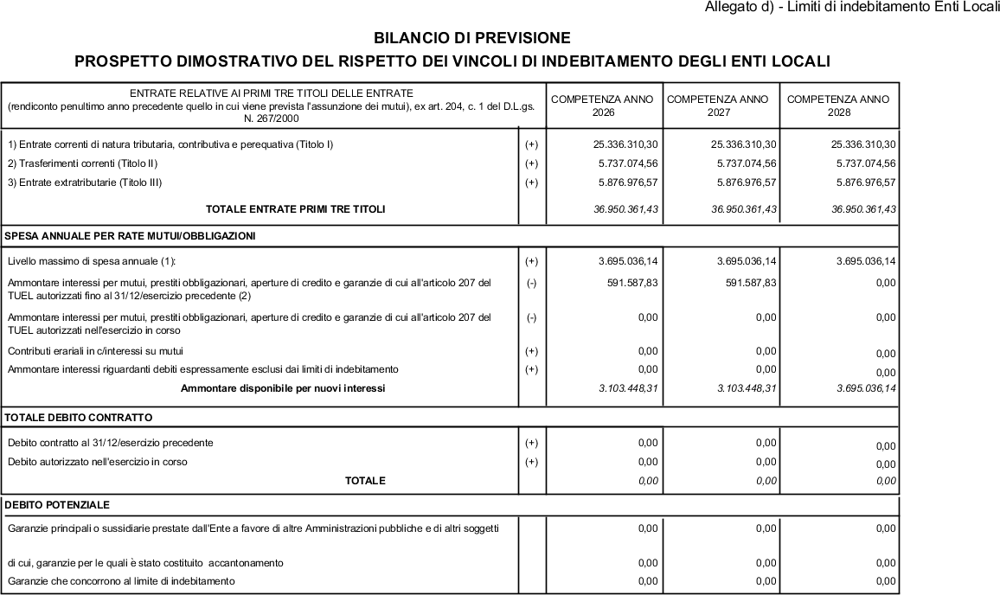 Allegato d) - Limiti di indebitamento Enti Locali
BILANCIO DI PREVISIONE
PROSPETTO DIMOSTRATIVO DEL RISPETTO DEI VINCOLI DI INDEBITAMENTO DEGLI ENTI LOCALI
ENTRATE RELATIVE AI PRIMI TRE TITOLI DELLE ENTRATE
(rendiconto penultimo anno precedente quello in cui viene prevista l'assunzione dei mutui), ex art. 204, c. 1 del D.L.gs.
N. 267/2000
COMPETENZA ANNO
2026
COMPETENZA ANNO
2027
COMPETENZA ANNO
2028
1) Entrate correnti di natura tributaria, contributiva e perequativa (Titolo I) (+) 25.336.310,30 25.336.310,30 25.336.310,30
2) Trasferimenti correnti (Titolo II) (+) 5.737.074,56 5.737.074,56 5.737.074,56
3) Entrate extratributarie (Titolo III) (+) 5.876.976,57 5.876.976,57 5.876.976,57
TOTALE ENTRATE PRIMI TRE TITOLI 36.950.361,43 36.950.361,43 36.950.361,43
SPESA ANNUALE PER RATE MUTUI/OBBLIGAZIONI
Livello massimo di spesa annuale (1): (+) 3.695.036,14 3.695.036,14 3.695.036,14
Ammontare interessi per mutui, prestiti obbligazionari, aperture di credito e garanzie di cui all'articolo 207 del (-) 591.587,83 591.587,83 0,00
TUEL autorizzati fino al 31/12/esercizio precedente (2)
Ammontare interessi per mutui, prestiti obbligazionari, aperture di credito e garanzie di cui all'articolo 207 del (-) 0,00 0,00 0,00
TUEL autorizzati nell'esercizio in corso
Contributi erariali in c/interessi su mutui (+) 0,00 0,00 0,00
Ammontare interessi riguardanti debiti espressamente esclusi dai limiti di indebitamento (+) 0,00 0,00 0,00
Ammontare disponibile per nuovi interessi 3.103.448,31 3.103.448,31 3.695.036,14
TOTALE DEBITO CONTRATTO
Debito contratto al 31/12/esercizio precedente (+) 0,00 0,00 0,00
Debito autorizzato nell'esercizio in corso (+) 0,00 0,00 0,00
TOTALE 0,00 0,00 0,00
DEBITO POTENZIALE
Garanzie principali o sussidiarie prestate dall'Ente a favore di altre Amministrazioni pubbliche e di altri soggetti 0,00 0,00 0,00
di cui, garanzie per le quali è stato costituito accantonamento 0,00 0,00 0,00
Garanzie che concorrono al limite di indebitamento 0,00 0,00 0,00